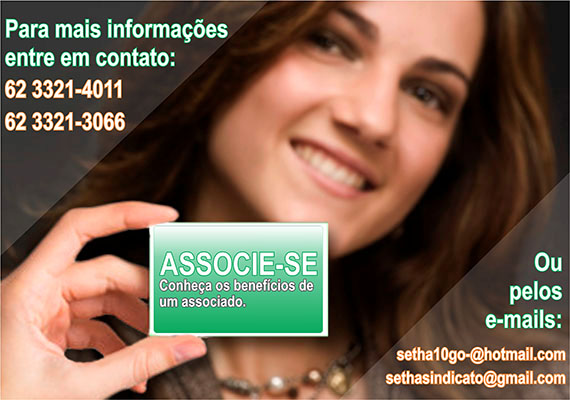 Para mais informações
entre em contato:
62 3321-4011
62 3321-3066
ASSOCIE-SE
Conheça os benefícios de
um associado.
Ou
pelos
e-mails:
setha10go-@hotmail.com
sethasindicato@gmail.com